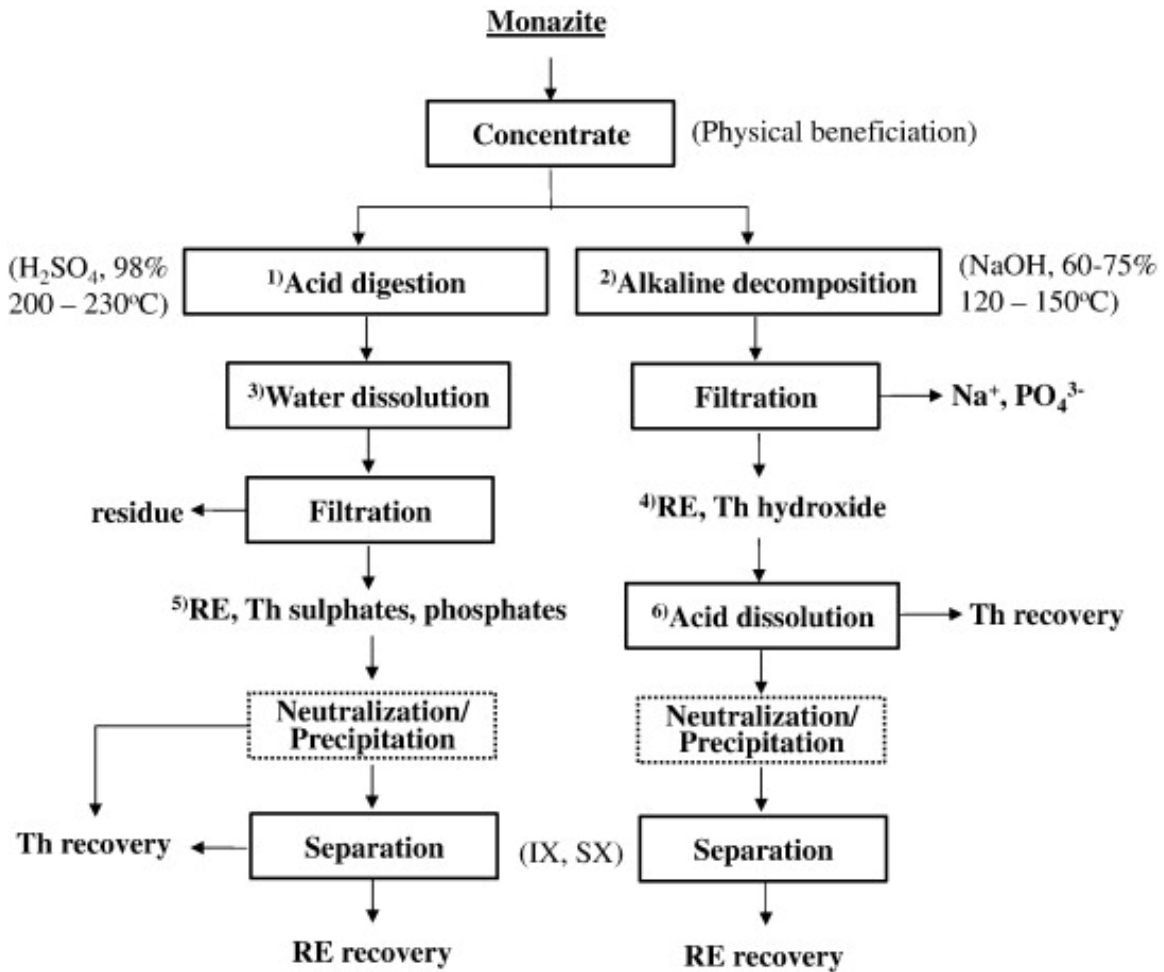 Monazite
Concentrate
(Physical beneficiation)
(H₂SO₄, 98%
200 – 230ºC)
¹⁾Acid digestion
²⁾Alkaline decomposition
(NaOH, 60-75%
120 – 150ºC)
³⁾Water dissolution
Filtration
Na⁺, PO₄³⁻
residue
Filtration
⁴⁾RE, Th hydroxide
⁵⁾RE, Th sulphates, phosphates
⁶⁾Acid dissolution
Th recovery
Neutralization/
Precipitation
Neutralization/
Precipitation
Th recovery
Separation
(IX, SX)
Separation
RE recovery
RE recovery